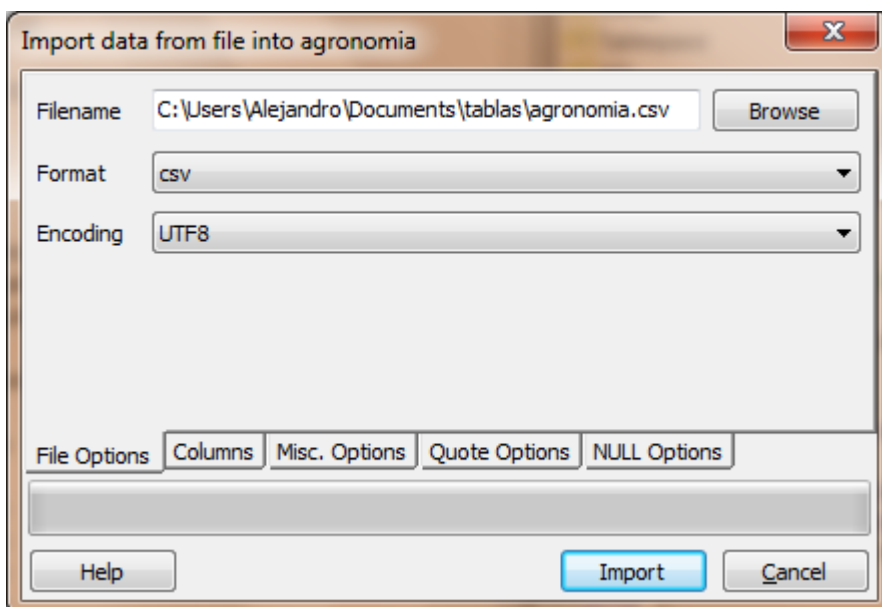 Import data from file into agronomia
Filename C:\Users\Alejandro\Documents\tablas\agronomia.csv Browse
Format csv
Encoding UTF8
File Options Columns Misc. Options Quote Options NULL Options
Help Import Cancel